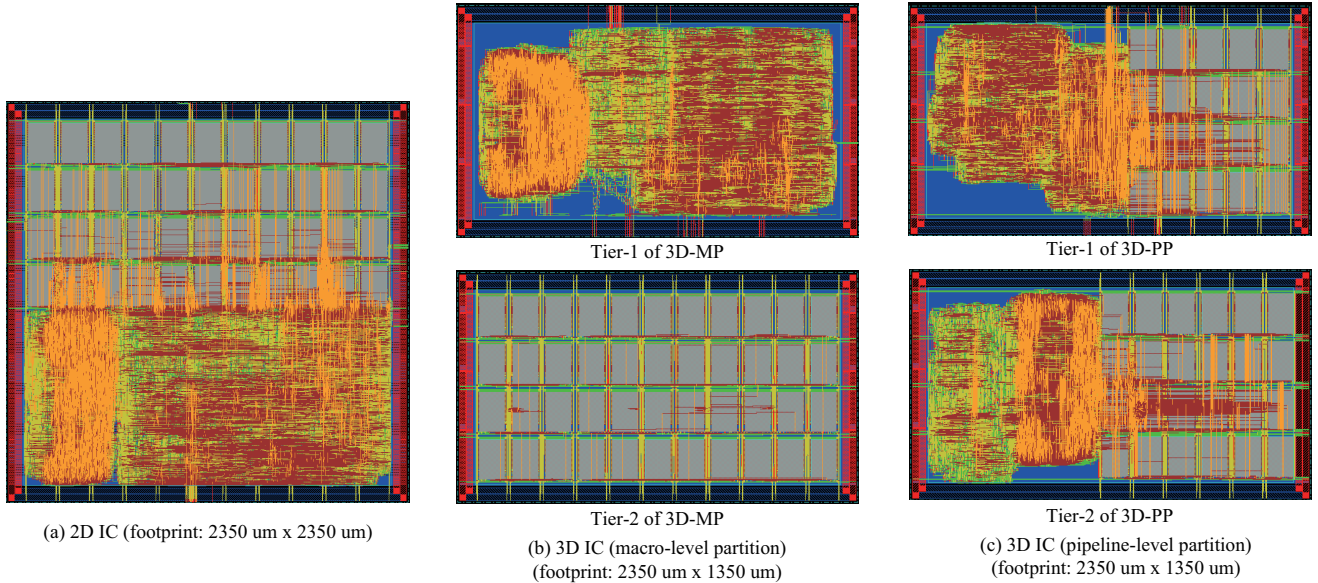 Tier-1 of 3D-MP
Tier-1 of 3D-PP
Tier-2 of 3D-MP
Tier-2 of 3D-PP
(a) 2D IC (footprint: 2350 um x 2350 um)
(b) 3D IC (macro-level partition)
(footprint: 2350 um x 1350 um)
(c) 3D IC (pipeline-level partition)
(footprint: 2350 um x 1350 um)